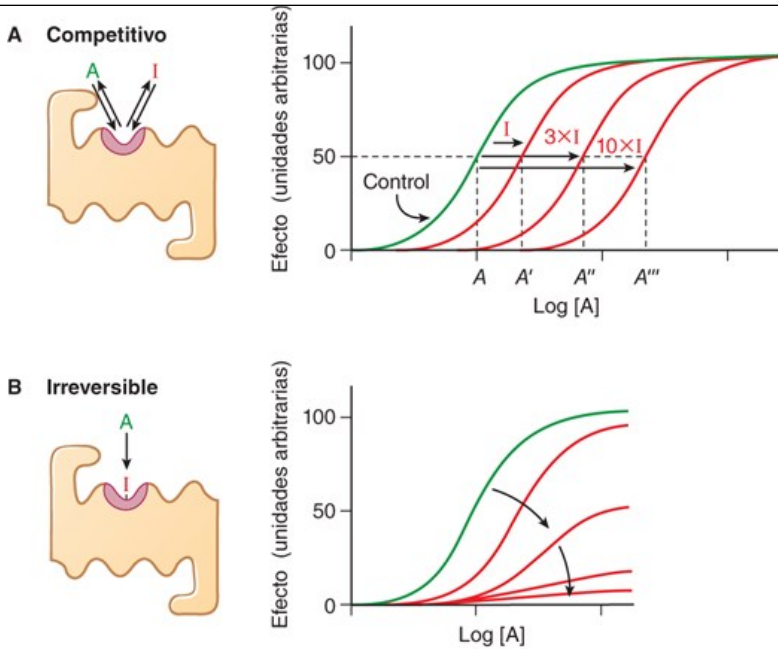 A Competitivo
A I
Efecto (unidades arbitrarias)
100
50
0
Control
I
3×I
10×I
A A′ A″ A‴
Log [A]
B Irreversible
A
I
Efecto (unidades arbitrarias)
100
50
0
Log [A]